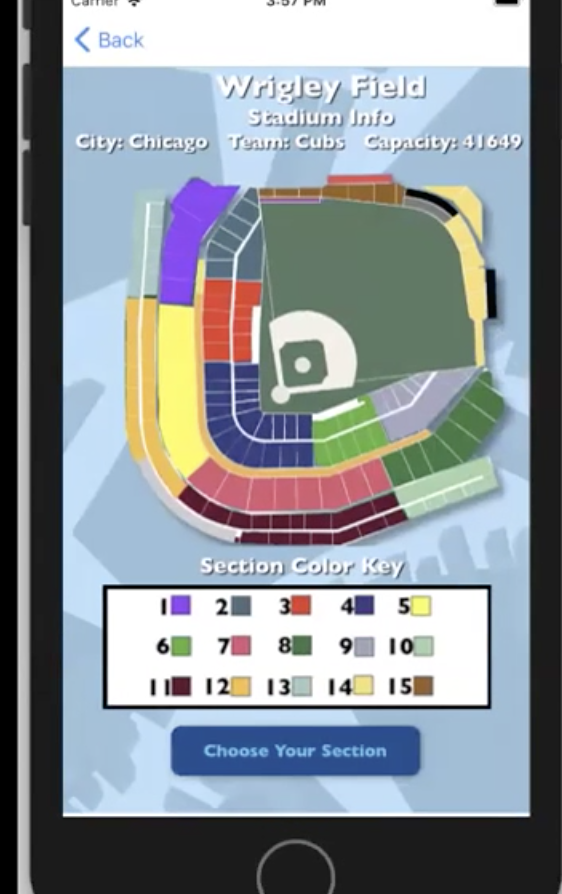 Carrier 3:57 PM
Back
Wrigley Field
Stadium Info
City: Chicago Team: Cubs Capacity: 41649
Section Color Key
1 2 3 4 5
6 7 8 9 10
11 12 13 14 15
Choose Your Section